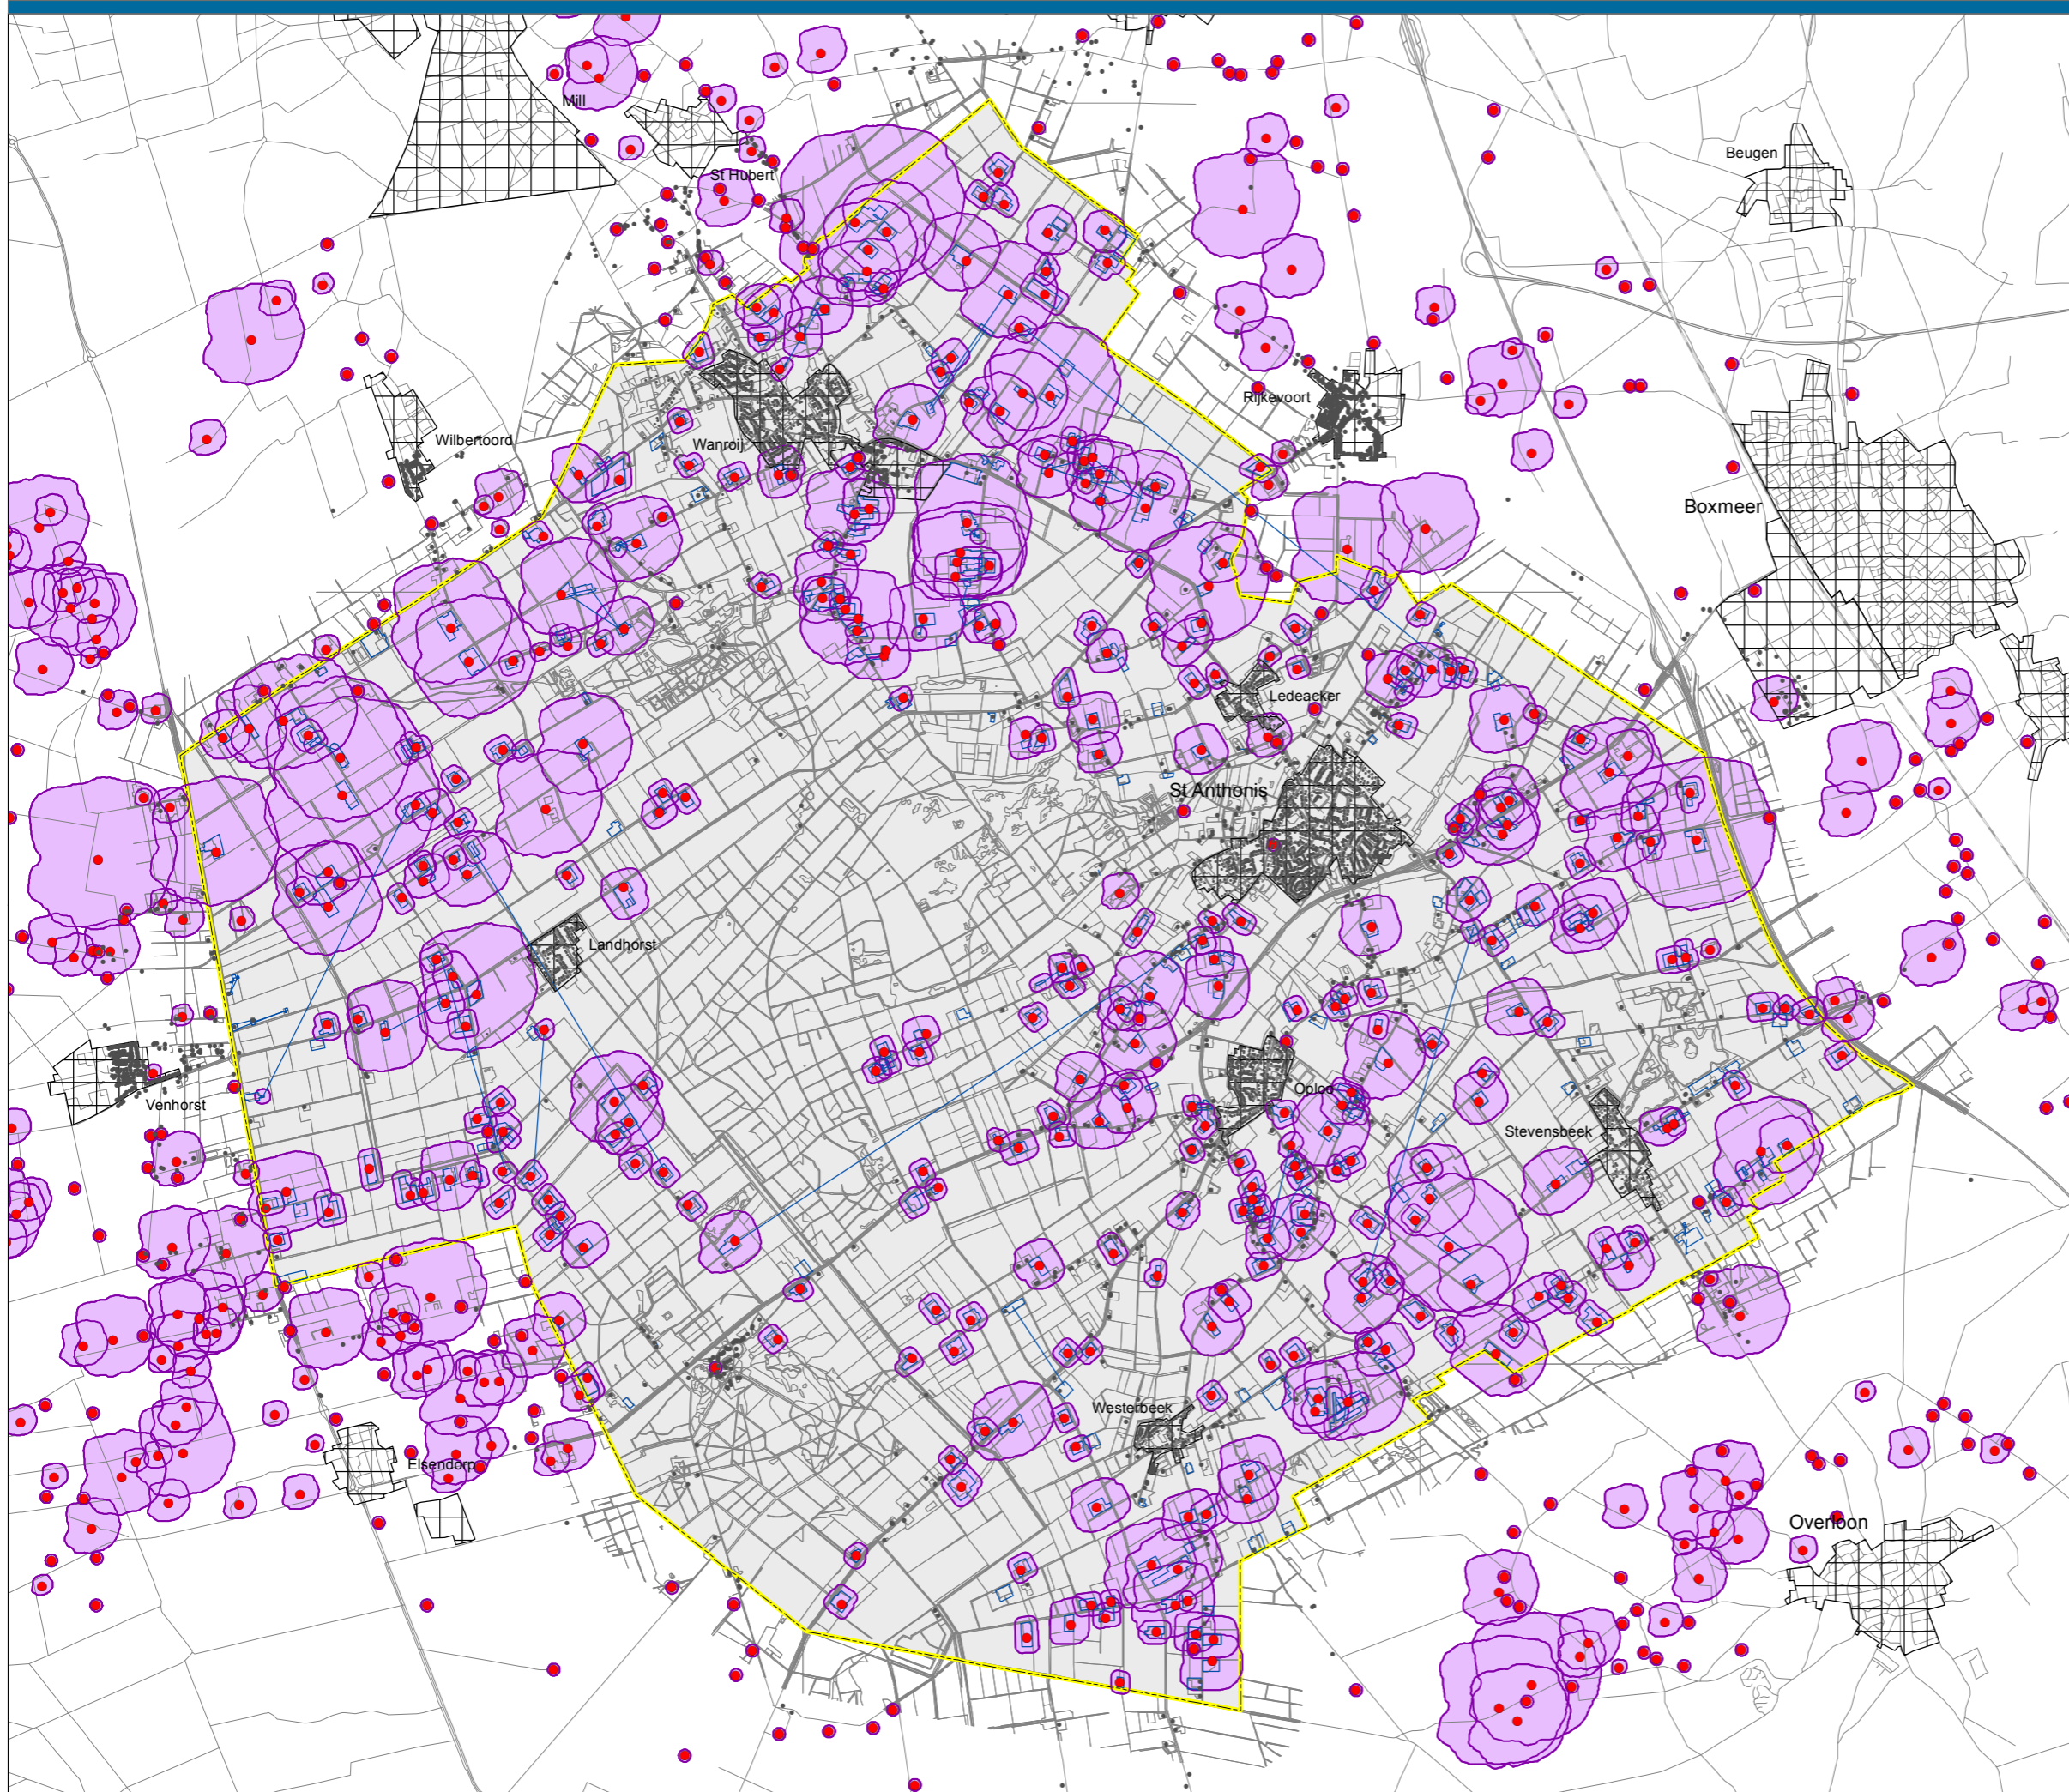 Mill
St Hubert
Beugen
Rijkevoort
Wilbertoord
Wanroij
Boxmeer
Ledeacker
St Anthonis
Landhorst
Oploo
Venhorst
Stevensbeek
Westerbeek
Elsendorp
Overloon